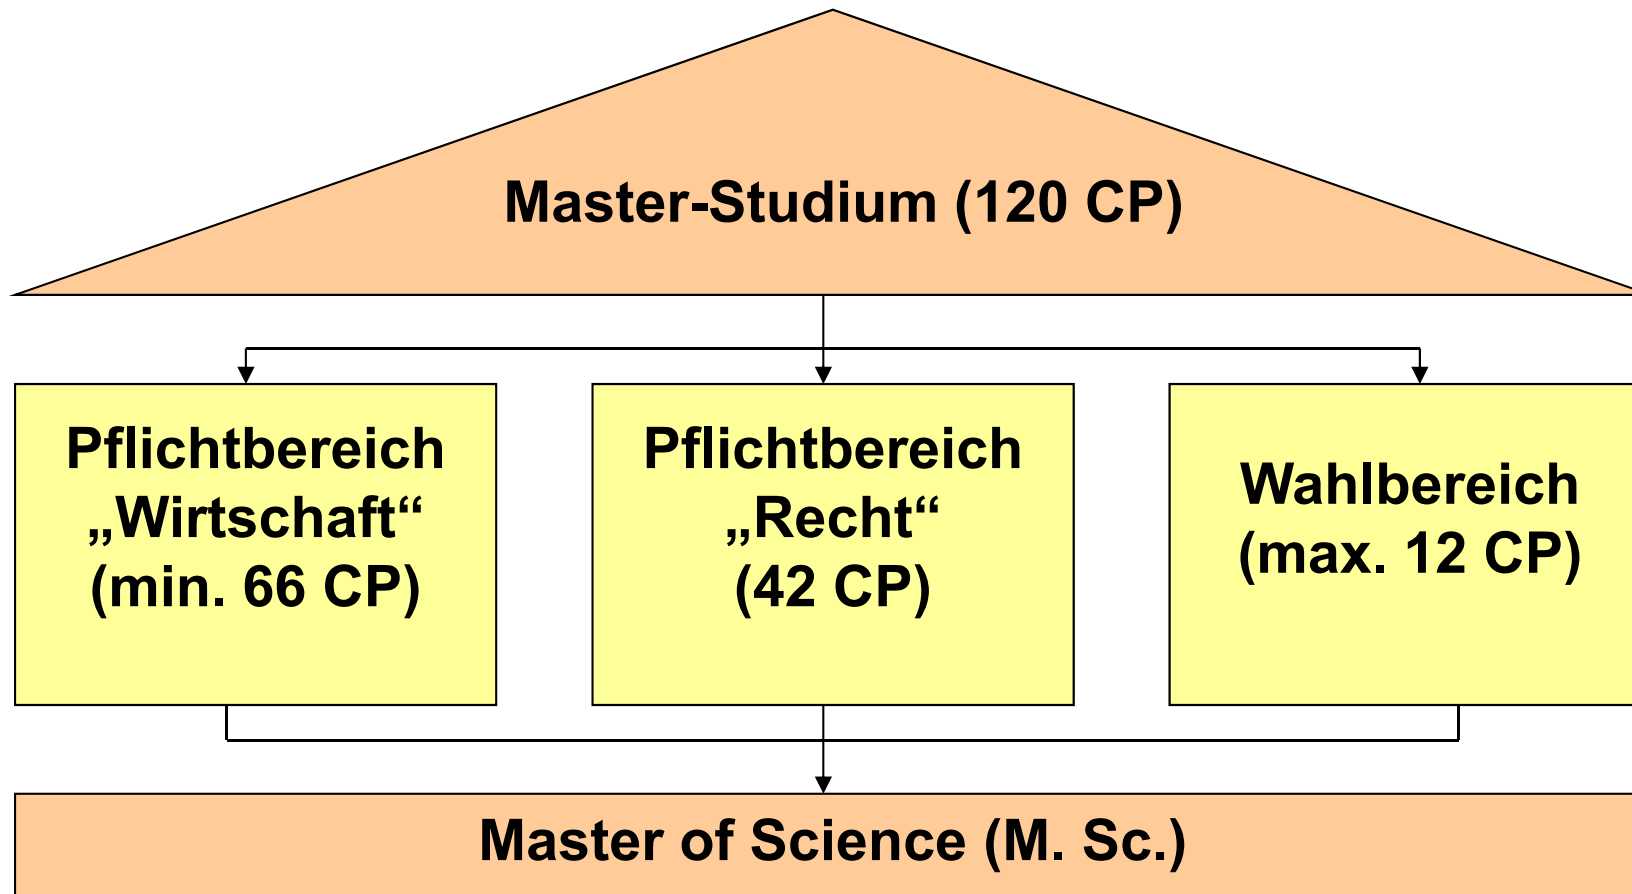 Master-Studium (120 CP)
Pflichtbereich
„Wirtschaft“
(min. 66 CP)
Pflichtbereich
„Recht“
(42 CP)
Wahlbereich
(max. 12 CP)
Master of Science (M. Sc.)